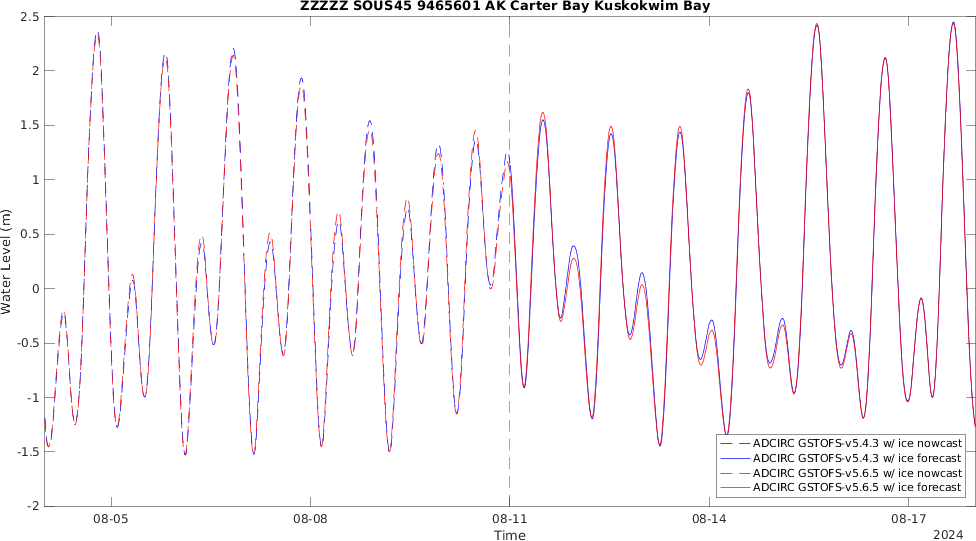 ZZZZZ SOUS45 9465601 AK Carter Bay Kuskokwim Bay
2.5
2
1.5
1
0.5
0
-0.5
-1
-1.5
-2
Water Level (m)
08-05
08-08
08-11
08-14
08-17
Time
2024
ADCIRC GSTOFS-v5.4.3 w/ ice nowcast
ADCIRC GSTOFS-v5.4.3 w/ ice forecast
ADCIRC GSTOFS-v5.6.5 w/ ice nowcast
ADCIRC GSTOFS-v5.6.5 w/ ice forecast